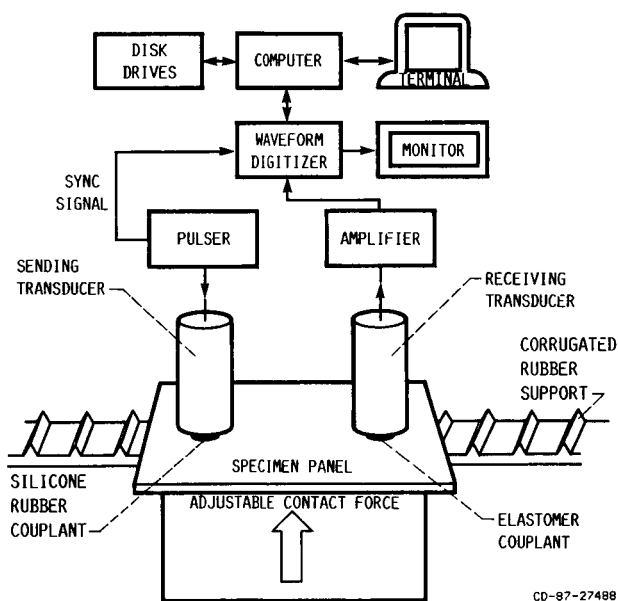 DISK
DRIVES
COMPUTER
TERMINAL
WAVEFORM
DIGITIZER
MONITOR
SYNC
SIGNAL
PULSER
AMPLIFIER
SENDING
TRANSDUCER
RECEIVING
TRANSDUCER
CORRUGATED
RUBBER
SUPPORT
SPECIMEN PANEL
SILICONE
RUBBER
COUPLANT
ADJUSTABLE CONTACT FORCE
ELASTOMER
COUPLANT
CD-87-27488